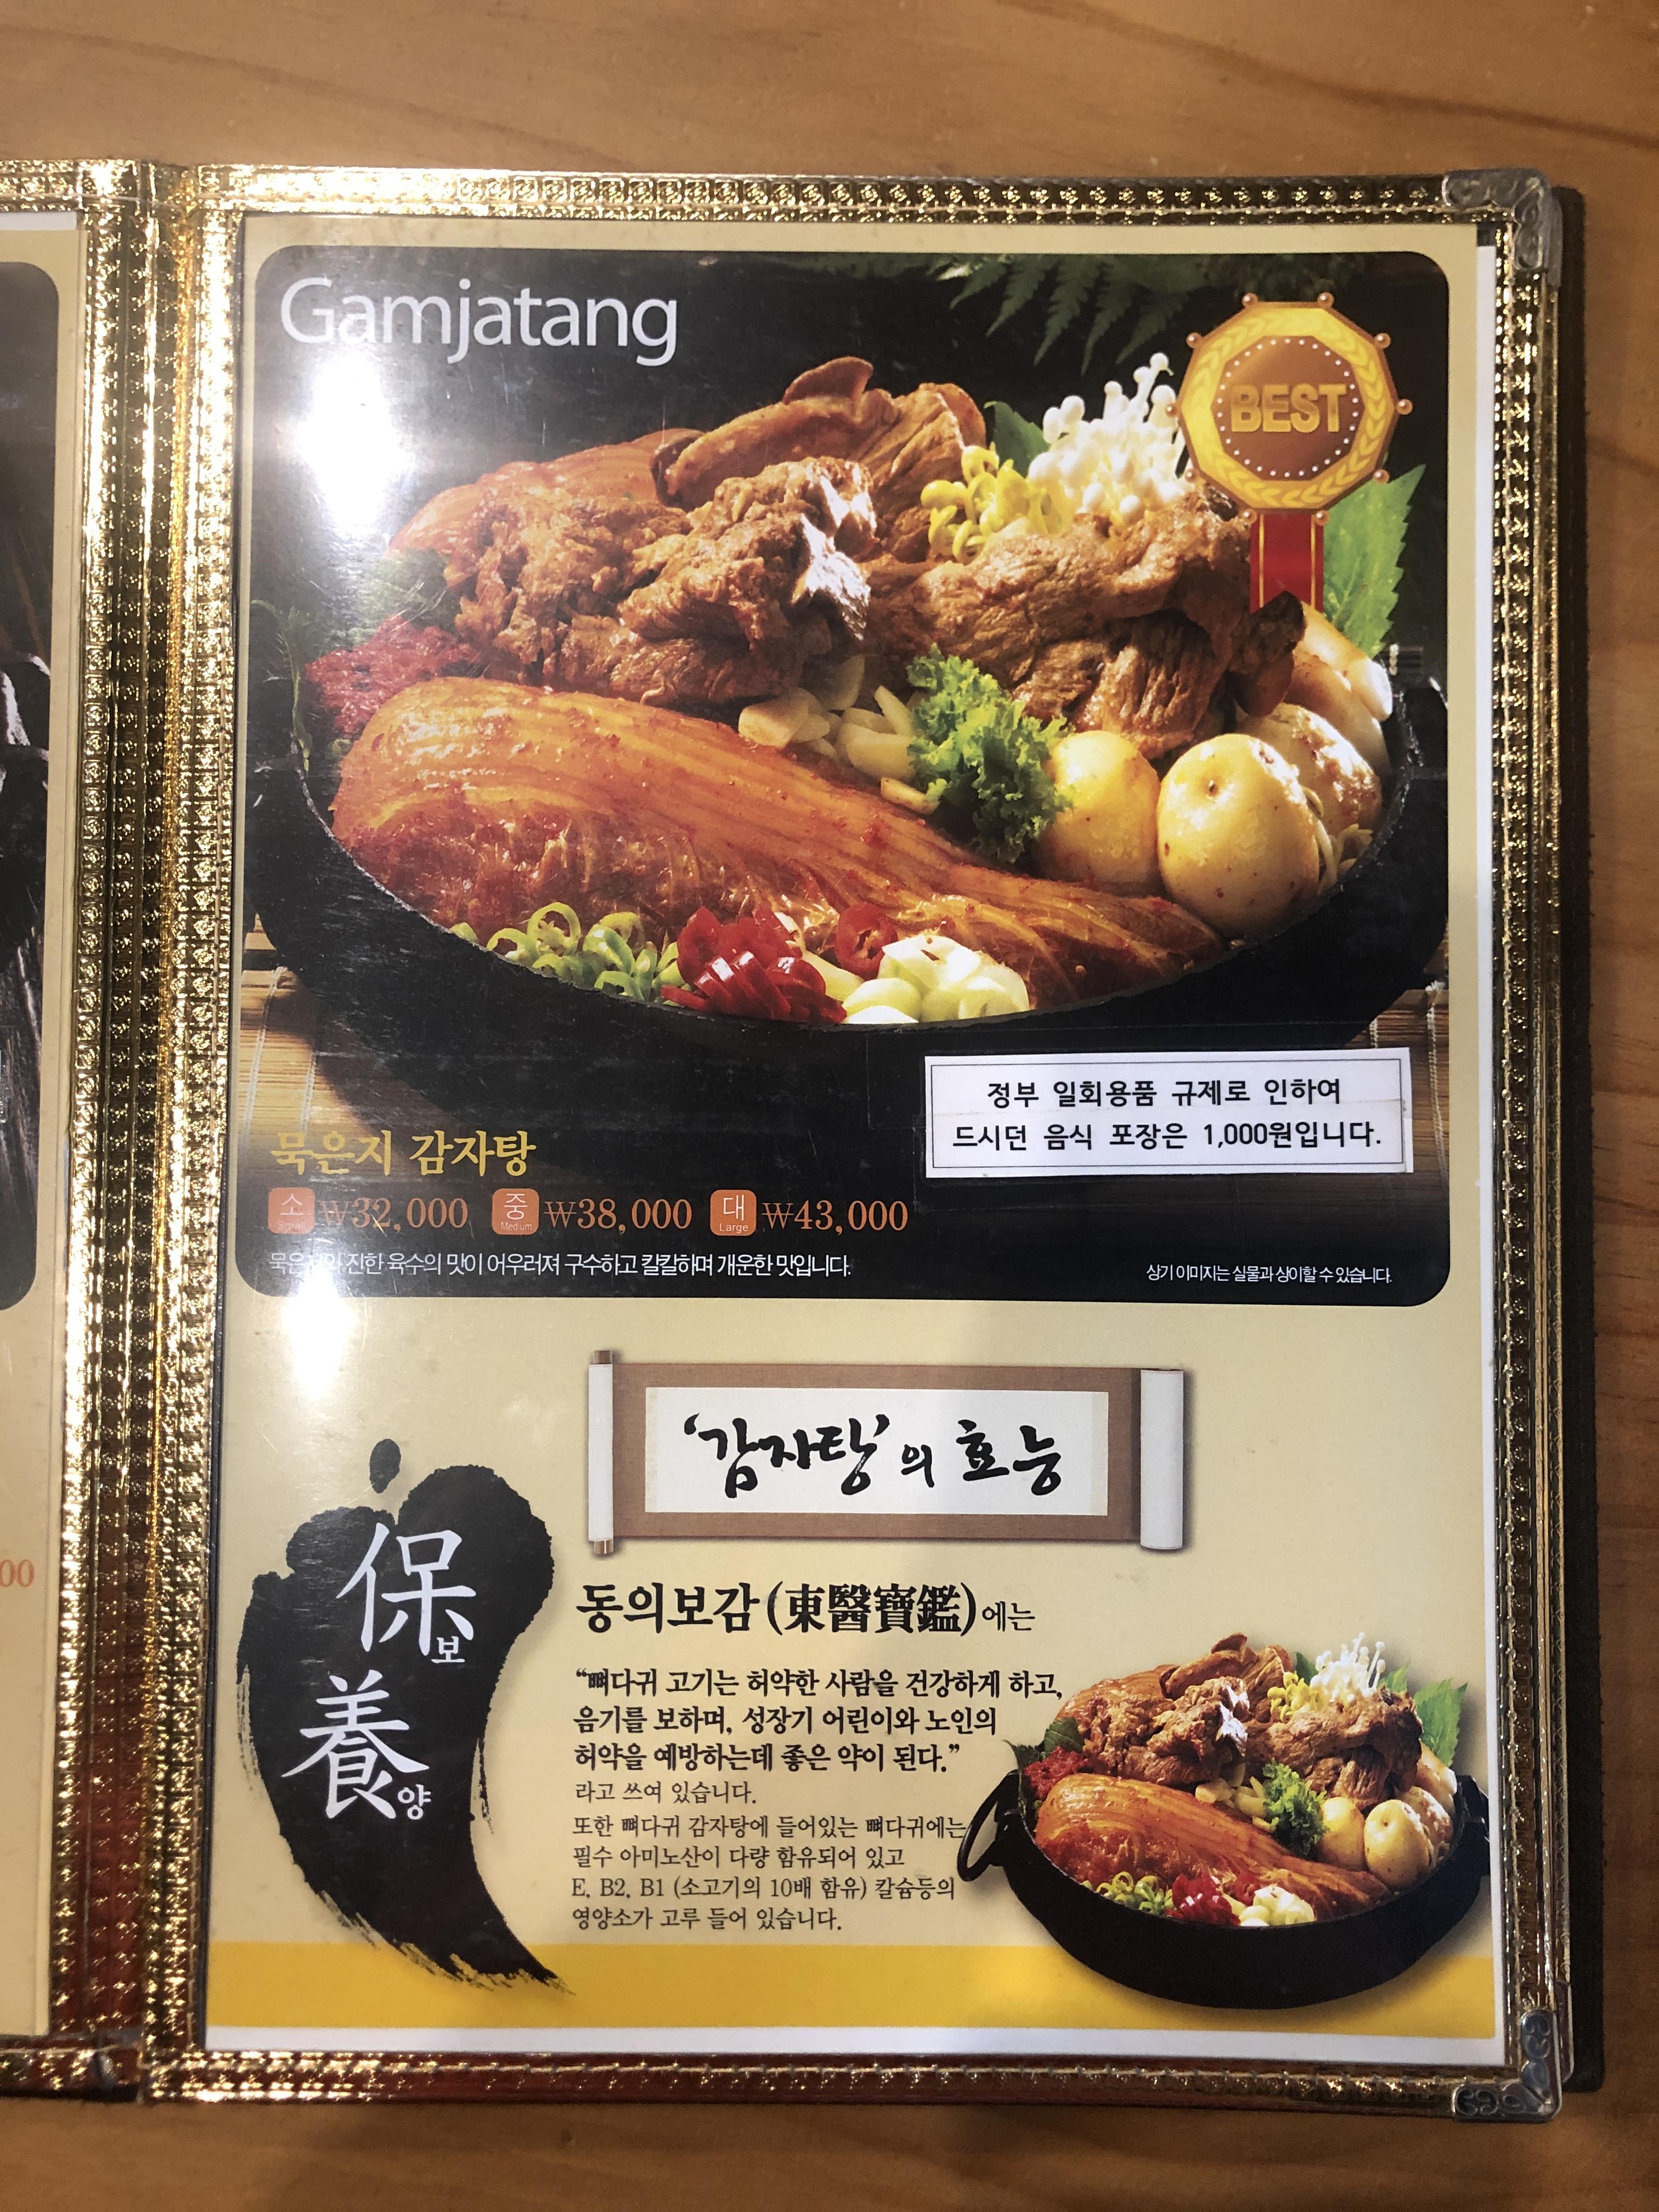 Gamjatang
BEST
정부 일회용품 규제로 인하여
드시던 음식 포장은 1,000원입니다.
묵은지 감자탕
소 Small ₩32,000 중 Medium ₩38,000 대 Large ₩43,000
묵은지와 진한 육수의 맛이 어우러져 구수하고 칼칼하며 개운한 맛입니다.
상기 이미지는 실물과 상이할 수 있습니다.
'감자탕'의 효능
保보
養양
동의보감(東醫寶鑑)에는
“뼈다귀 고기는 허약한 사람을 건강하게 하고,
음기를 보하며, 성장기 어린이와 노인의
허약을 예방하는데 좋은 약이 된다.”
라고 쓰여 있습니다.
또한 뼈다귀 감자탕에 들어있는 뼈다귀에는
필수 아미노산이 다량 함유되어 있고
E, B2, B1 (소고기의 10배 함유) 칼슘등의
영양소가 고루 들어 있습니다.
00